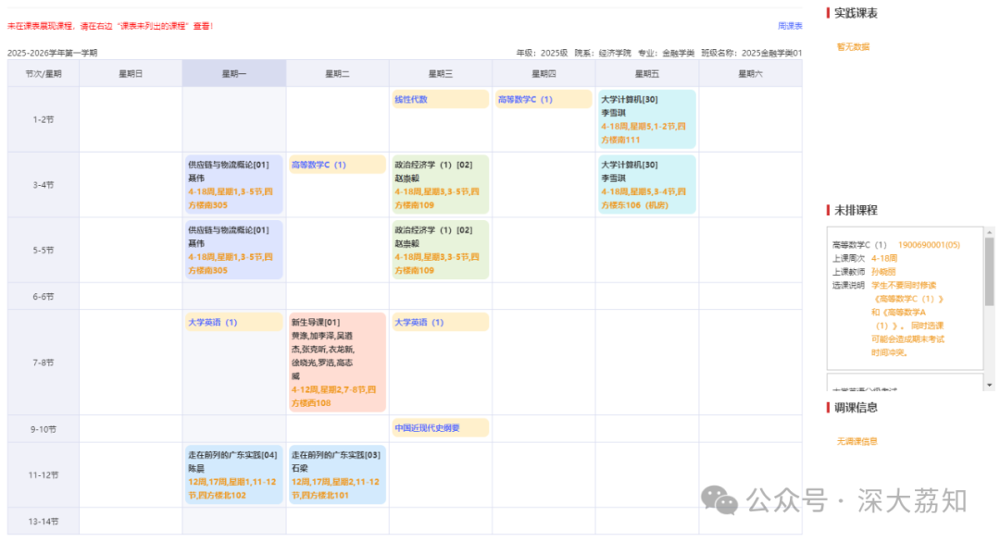 未在课表展现课程，请在右边“课表未列出的课程”查看！
周课表
2025-2026学年第一学期
年级：2025级 院系：经济学院 专业：金融学类 班级名称：2025金融学类01
节次/星期 星期日 星期一 星期二 星期三 星期四 星期五 星期六
1-2节
线性代数
高等数学C（1）
大学计算机[30]
李雪琪
4-18周,星期5,1-2节,四
方楼南111
3-4节
供应链与物流概论[01]
聂伟
4-18周,星期1,3-5节,四
方楼南305
高等数学C（1）
政治经济学（1）[02]
赵崇毅
4-18周,星期3,3-5节,四
方楼南109
大学计算机[30]
李雪琪
4-18周,星期5,3-4节,四
方楼东106（机房）
5-5节
供应链与物流概论[01]
聂伟
4-18周,星期1,3-5节,四
方楼南305
政治经济学（1）[02]
赵崇毅
4-18周,星期3,3-5节,四
方楼南109
6-6节
7-8节
大学英语（1）
新生导课[01]
黄涤,加李泽,吴道
杰,张克听,衣龙新,
徐晓光,罗浩,高志
4-12周,星期2,7-8节,四
方楼西108
大学英语（1）
9-10节
中国近现代史纲要
11-12节
走在前列的广东实践[04]
陈晨
12周,17周,星期1,11-12
节,四方楼北102
走在前列的广东实践[03]
石梁
12周,17周,星期2,11-12
节,四方楼北101
13-14节
实践课表
暂无数据
未排课程
高等数学C（1） 1900690001(05)
上课周次 4-18周
上课教师 孙晓丽
选课说明 学生不要同时修读
《高等数学C（1）》
和《高等数学A
（1）》。同时选课
可能会造成期末考试
时间冲突。
调课信息
无调课信息
公众号 · 深大荔知